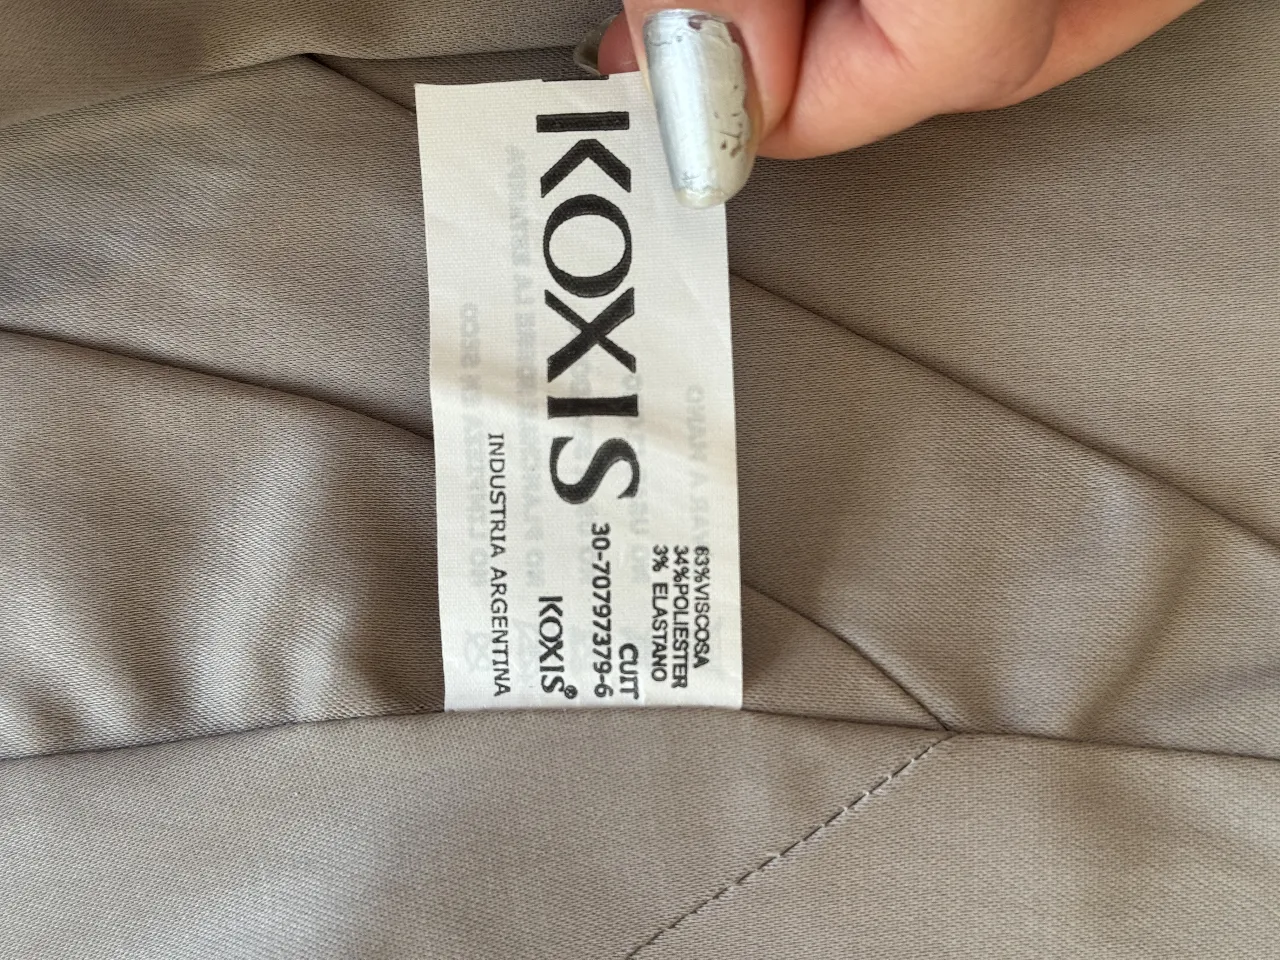 63%VISCOSA
34%POLIESTER
3% ELASTANO
CUIT
30-70797379-6
KOXIS
KOXIS®
INDUSTRIA ARGENTINA